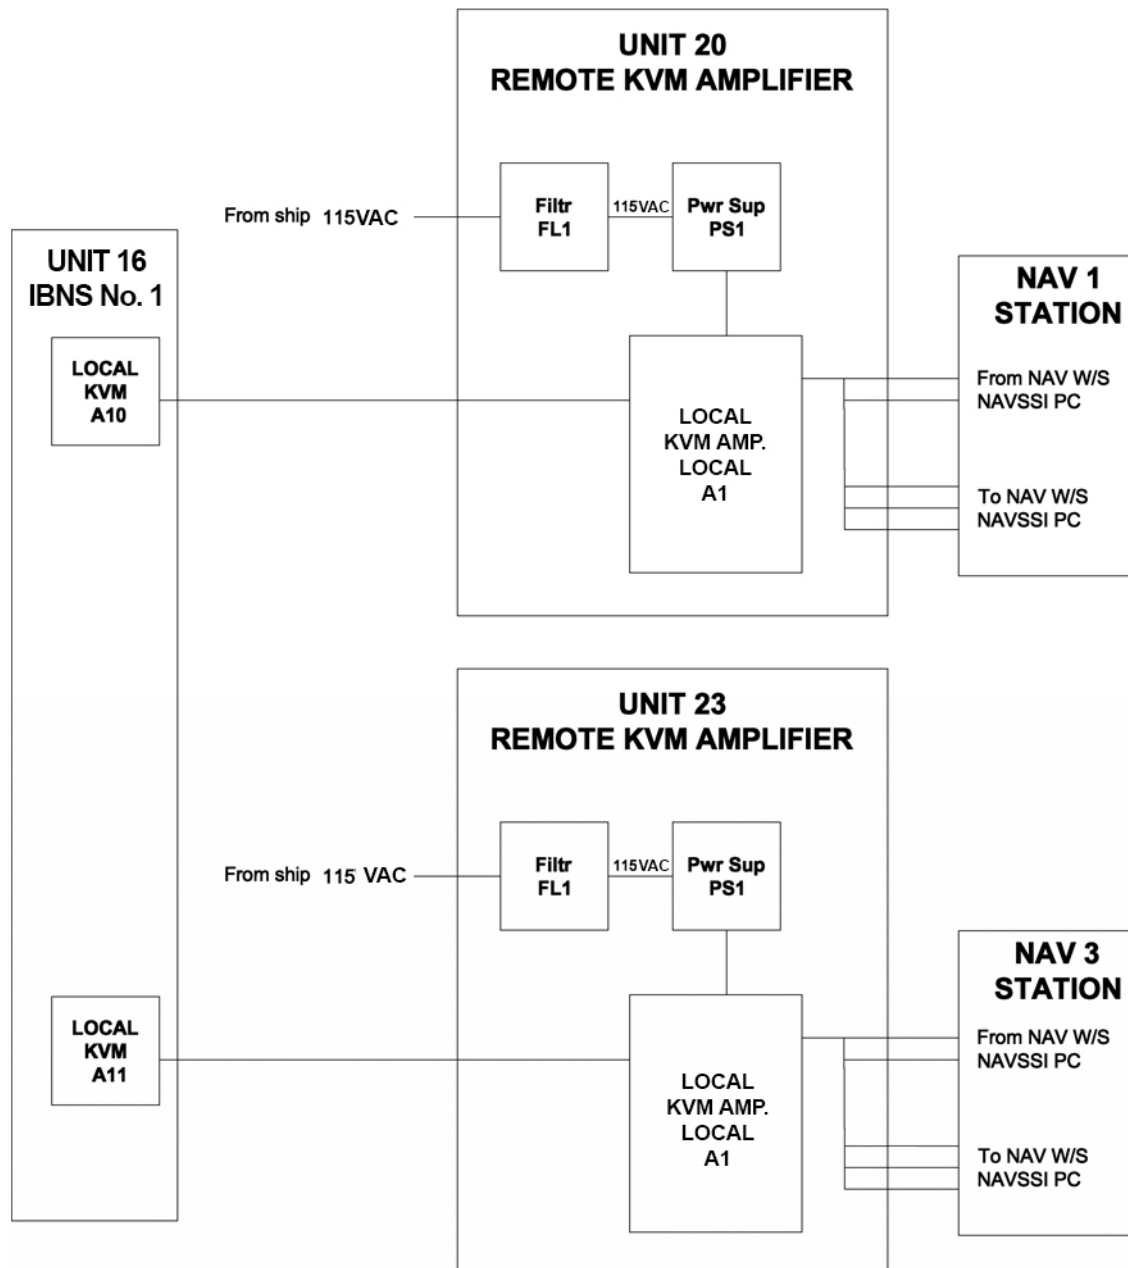 UNIT 20
REMOTE KVM AMPLIFIER
From ship 115VAC
Filtr
FL1
115VAC
Pwr Sup
PS1
UNIT 16
IBNS No. 1
LOCAL
KVM
A10
LOCAL
KVM AMP.
LOCAL
A1
NAV 1
STATION
From NAV W/S
NAVSSI PC
To NAV W/S
NAVSSI PC
UNIT 23
REMOTE KVM AMPLIFIER
From ship 115 VAC
Filtr
FL1
115VAC
Pwr Sup
PS1
LOCAL
KVM
A11
LOCAL
KVM AMP.
LOCAL
A1
NAV 3
STATION
From NAV W/S
NAVSSI PC
To NAV W/S
NAVSSI PC